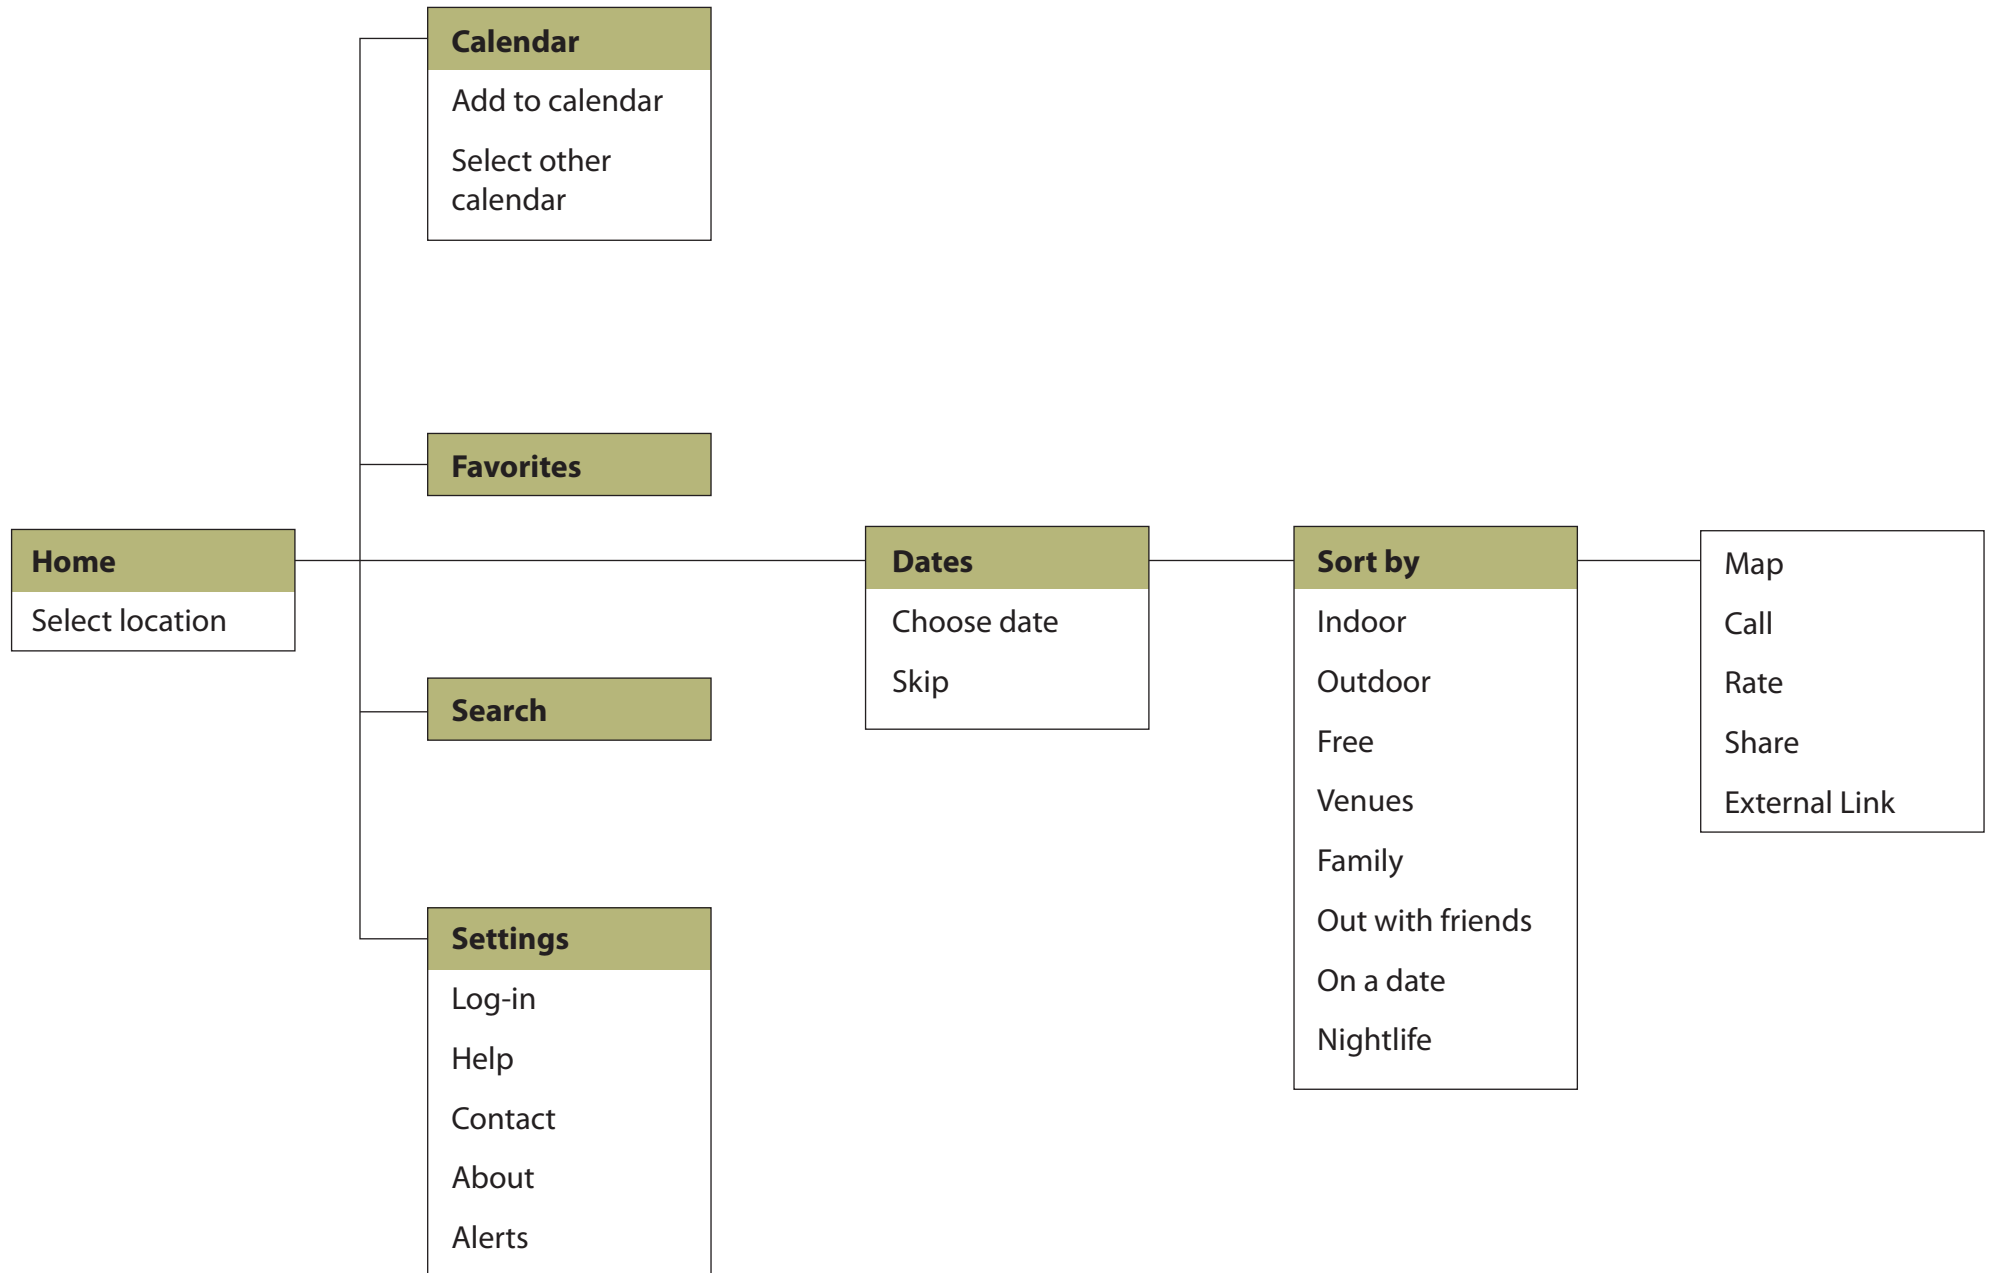 Calendar
Add to calendar
Select other
calendar
Favorites
Home
Select location
Search
Settings
Log-in
Help
Contact
About
Alerts
Dates
Choose date
Skip
Sort by
Indoor
Outdoor
Free
Venues
Family
Out with friends
On a date
Nightlife
Map
Call
Rate
Share
External Link